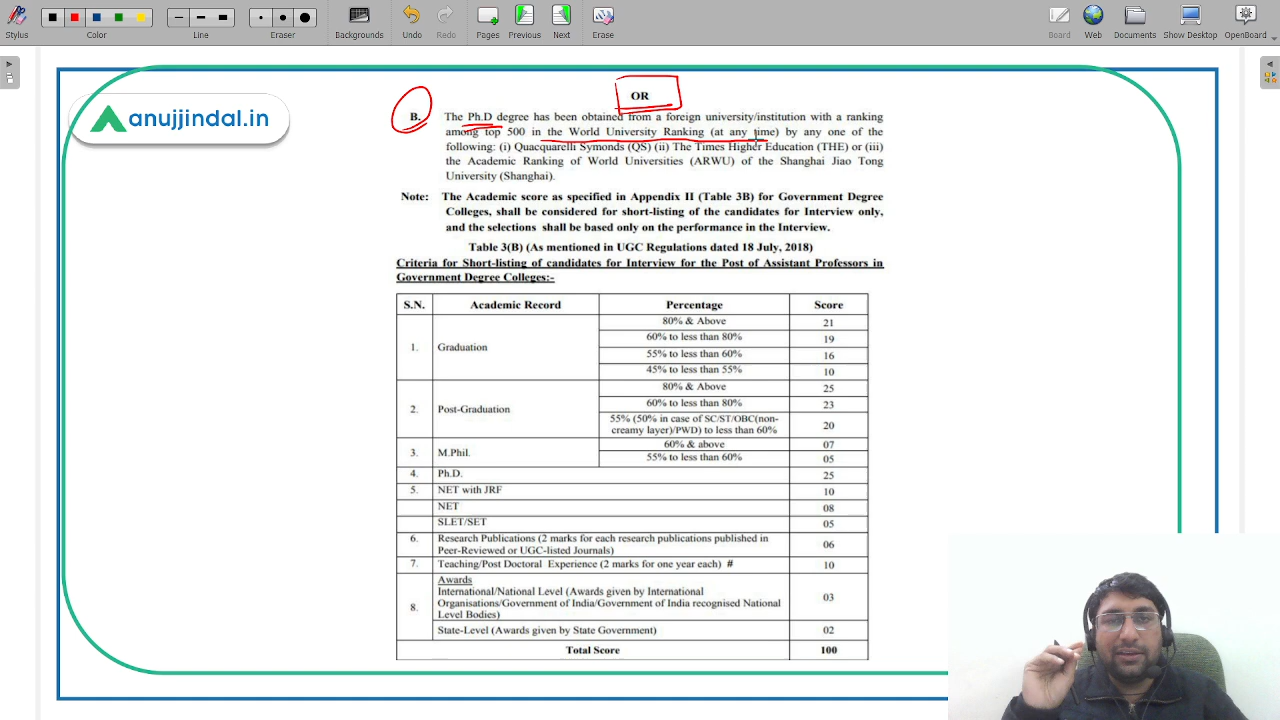 Stylus
Color
Line
Eraser
Backgrounds
Undo
Redo
Pages
Previous
Next
Erase
Board
Web
Documents
Show Desktop
OpenBoard
anujjindal.in
OR
B. The Ph.D degree has been obtained from a foreign university/institution with a ranking
among top 500 in the World University Ranking (at any time) by any one of the
following: (i) Quacquarelli Symonds (QS) (ii) The Times Higher Education (THE) or (iii)
the Academic Ranking of World Universities (ARWU) of the Shanghai Jiao Tong
University (Shanghai).
Note: The Academic score as specified in Appendix II (Table 3B) for Government Degree
Colleges, shall be considered for short-listing of the candidates for Interview only,
and the selections shall be based only on the performance in the Interview.
Table 3(B) (As mentioned in UGC Regulations dated 18 July, 2018)
Criteria for Short-listing of candidates for Interview for the Post of Assistant Professors in
Government Degree Colleges:-
S.N. Academic Record Percentage Score
1. Graduation
80% & Above 21
60% to less than 80% 19
55% to less than 60% 16
45% to less than 55% 10
2. Post-Graduation
80% & Above 25
60% to less than 80% 23
55% (50% in case of SC/ST/OBC(non-
creamy layer)/PWD) to less than 60% 20
3. M.Phil.
60% & above 07
55% to less than 60% 05
4. Ph.D. 25
5. NET with JRF 10
NET 08
SLET/SET 05
6. Research Publications (2 marks for each research publications published in
Peer-Reviewed or UGC-listed Journals) 06
7. Teaching/Post Doctoral Experience (2 marks for one year each) # 10
8. Awards
International/National Level (Awards given by International
Organisations/Government of India/Government of India recognised National
Level Bodies) 03
State-Level (Awards given by State Government) 02
Total Score 100